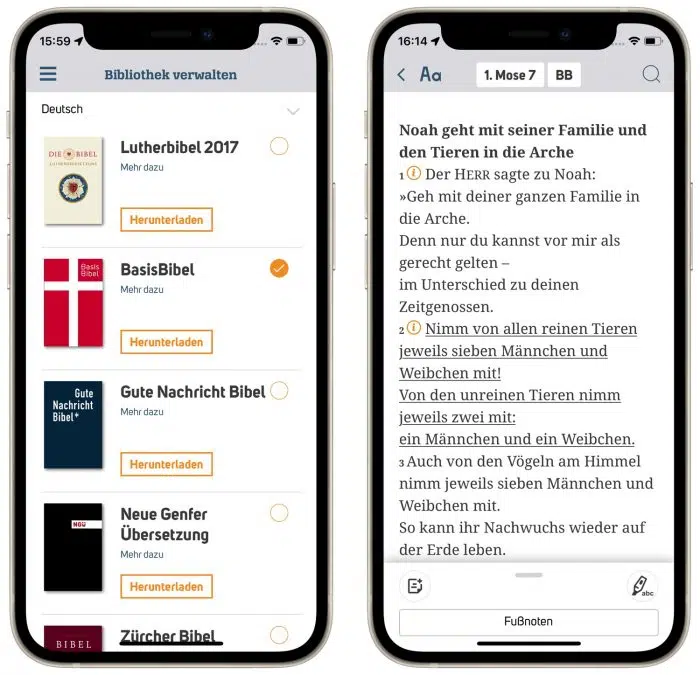 15:59
Bibliothek verwalten
Deutsch
DIE BIBEL
LUTHERÜBERSETZUNG
Lutherbibel 2017
Mehr dazu
Herunterladen
Basis
Bibel
BasisBibel
Mehr dazu
Herunterladen
Gute
Nachricht
Bibel+
Gute Nachricht Bibel
Mehr dazu
Herunterladen
NGÜ
Neue Genfer
Übersetzung
Mehr dazu
Herunterladen
BIBEL
Zürcher Bibel
16:14
Aa
1. Mose 7
BB
Noah geht mit seiner Familie und
den Tieren in die Arche
1 i Der HERR sagte zu Noah:
»Geh mit deiner ganzen Familie in
die Arche.
Denn nur du kannst vor mir als
gerecht gelten –
im Unterschied zu deinen
Zeitgenossen.
2 i Nimm von allen reinen Tieren
jeweils sieben Männchen und
Weibchen mit!
Von den unreinen Tieren nimm
jeweils zwei mit:
ein Männchen und ein Weibchen.
3 Auch von den Vögeln am Himmel
nimm jeweils sieben Männchen und
Weibchen mit.
So kann ihr Nachwuchs wieder auf
der Erde leben.
abc
Fußnoten